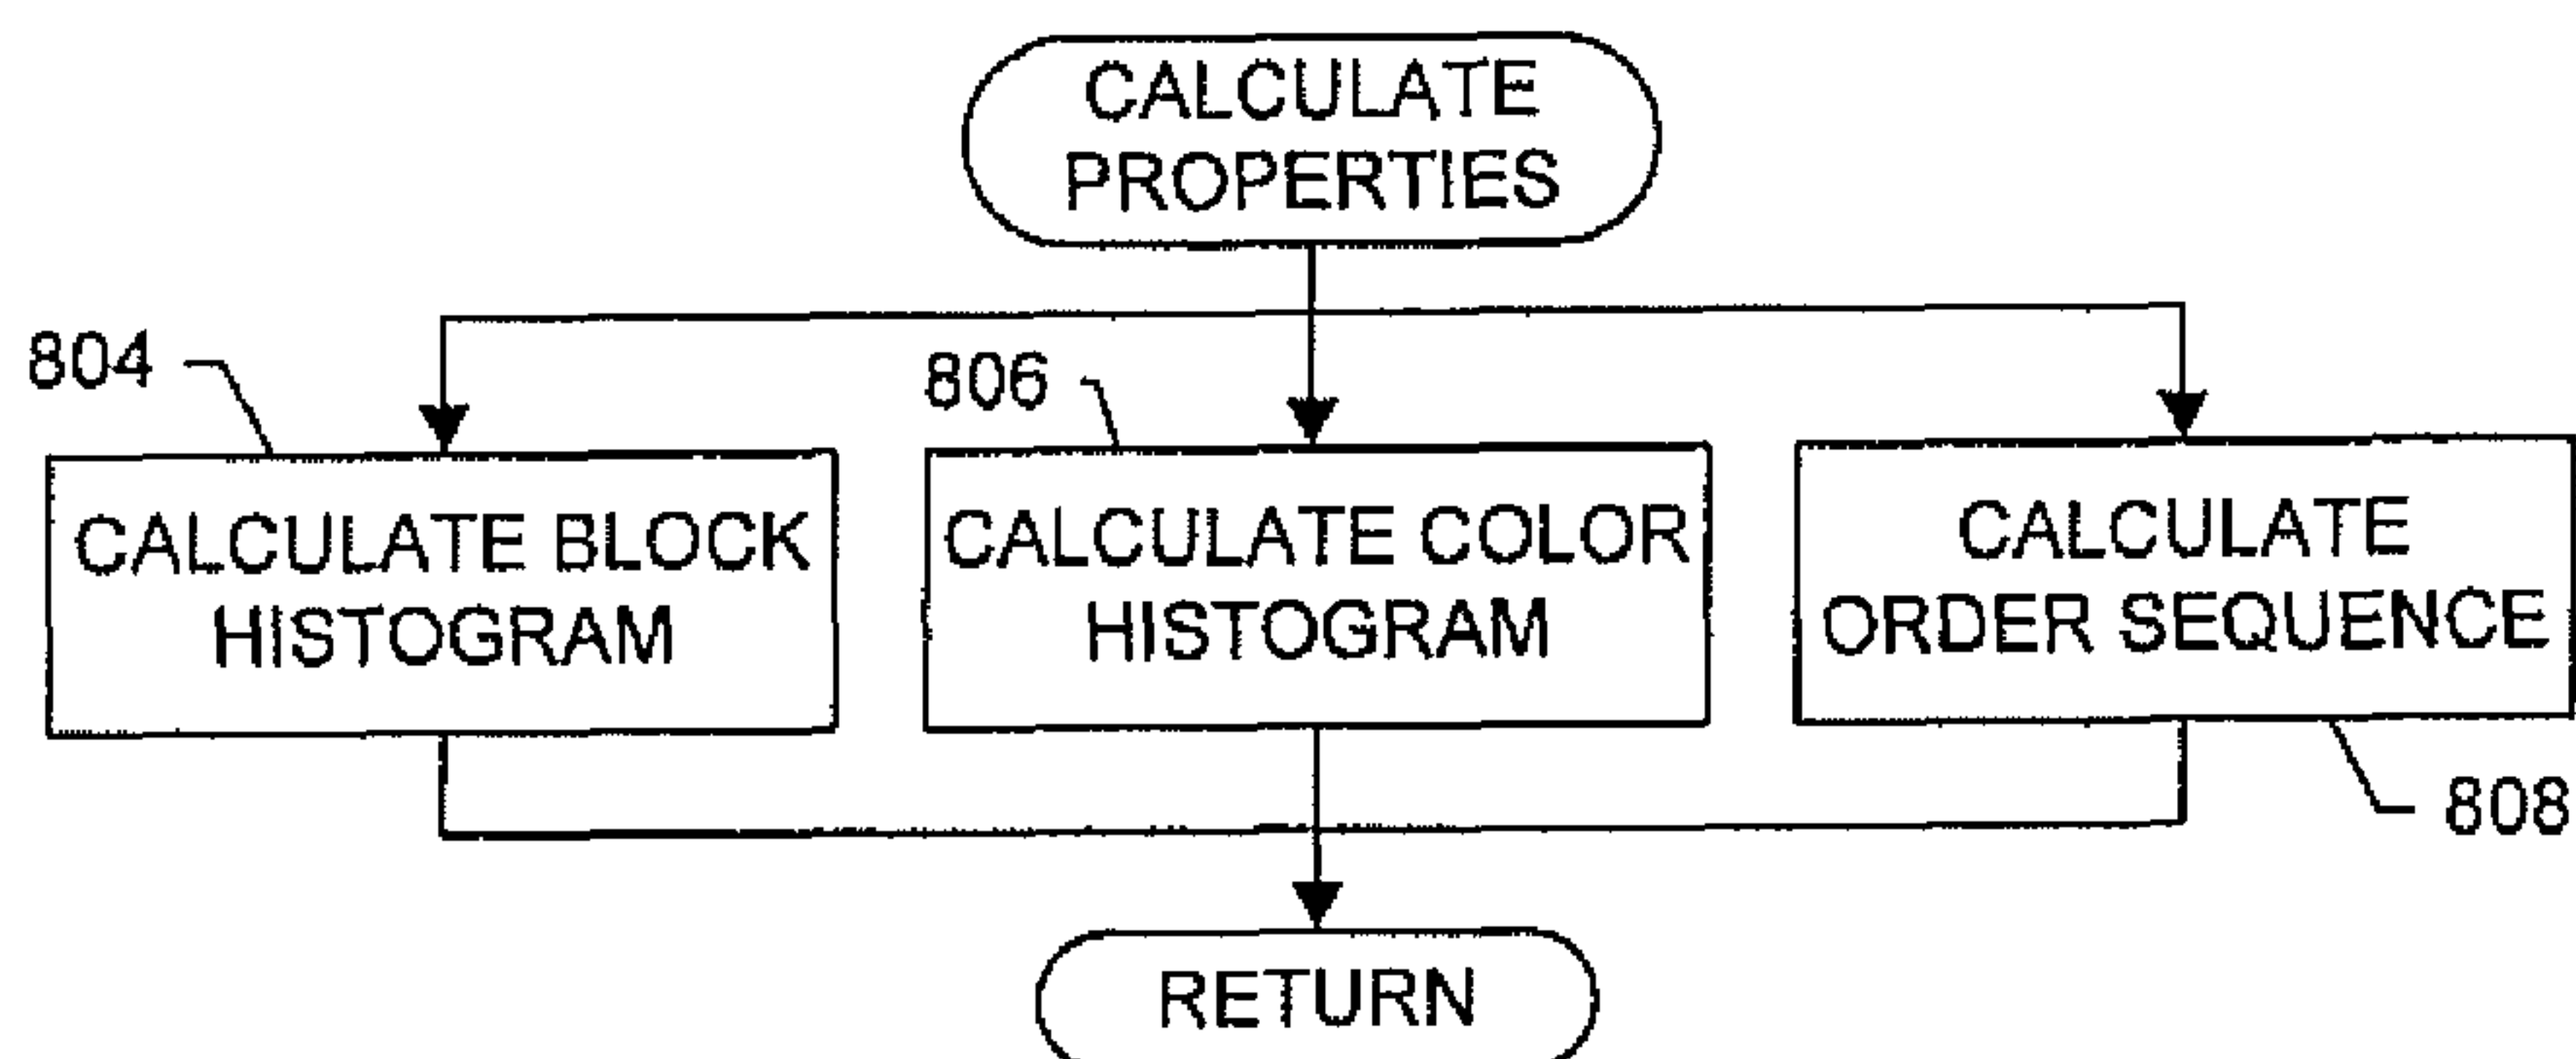 CALCULATE
PROPERTIES
804
806
CALCULATE BLOCK
HISTOGRAM
CALCULATE COLOR
HISTOGRAM
CALCULATE
ORDER SEQUENCE
808
RETURN